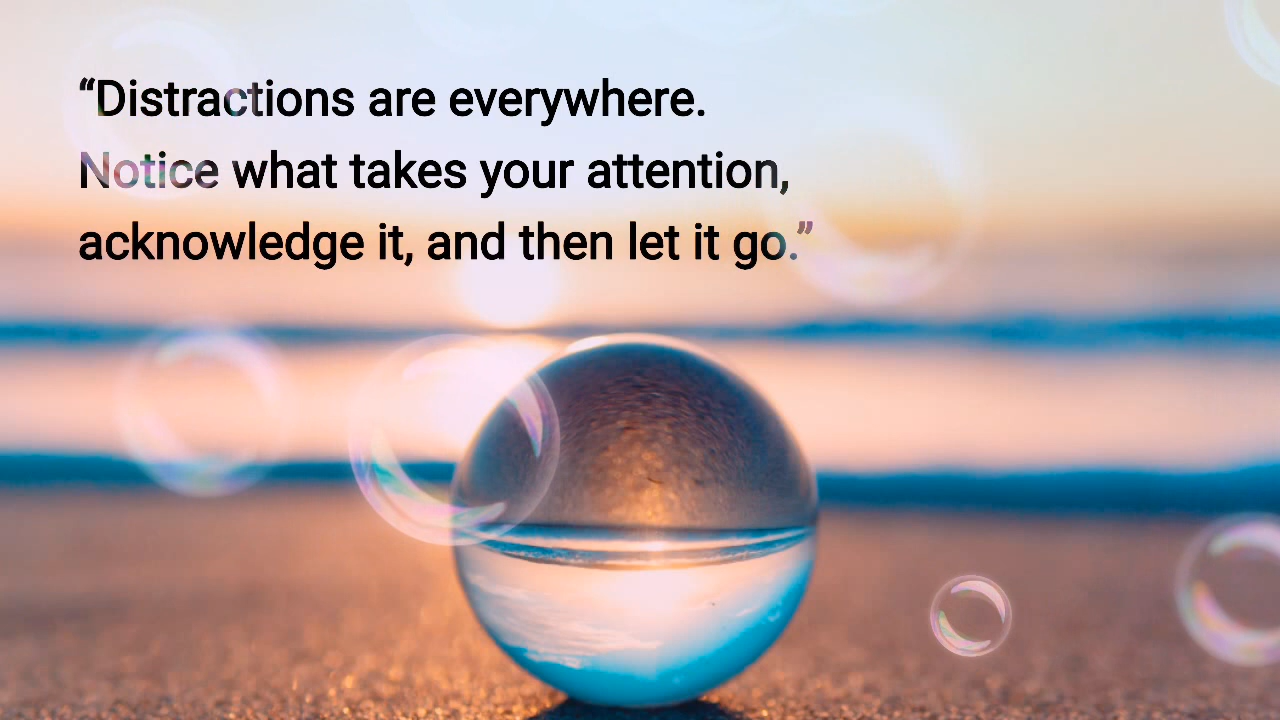 “Distractions are everywhere.
Notice what takes your attention,
acknowledge it, and then let it go.”